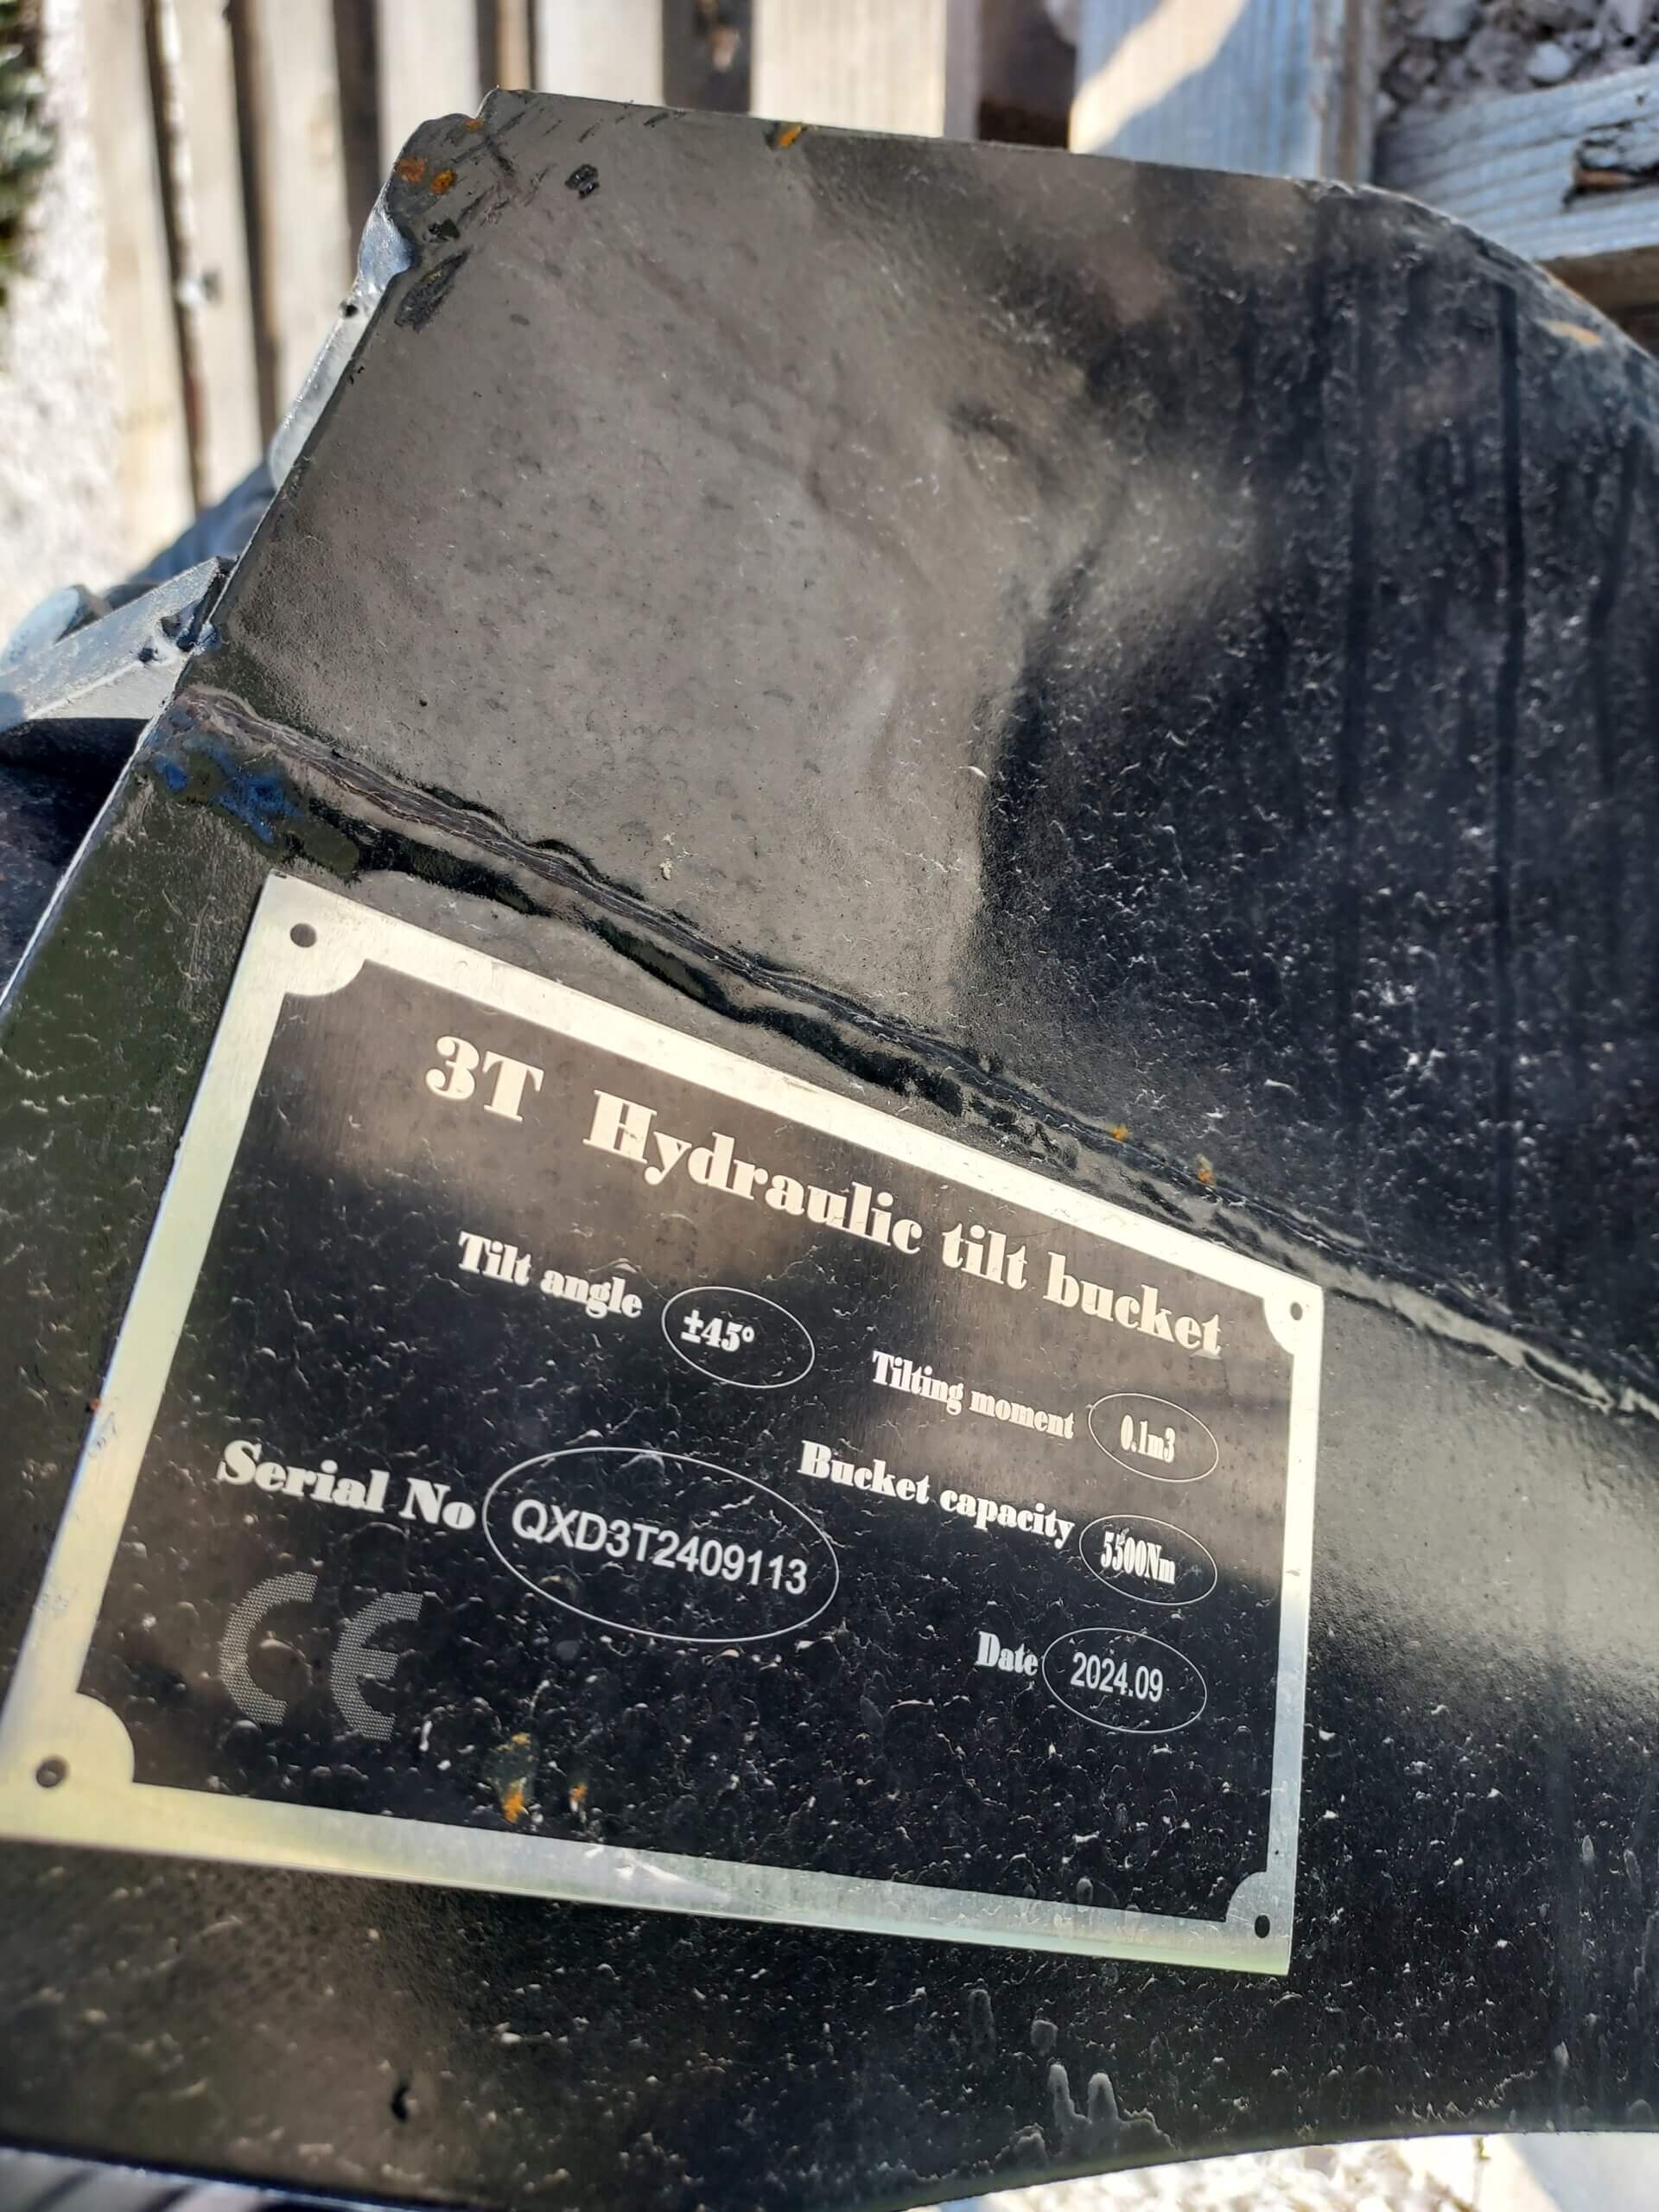 3T Hydraulic tilt bucket
Tilt angle ±45°
Tilting moment 0.1m3
Serial No QXD3T2409113
Bucket capacity 5500Nm
CE
Date 2024.09